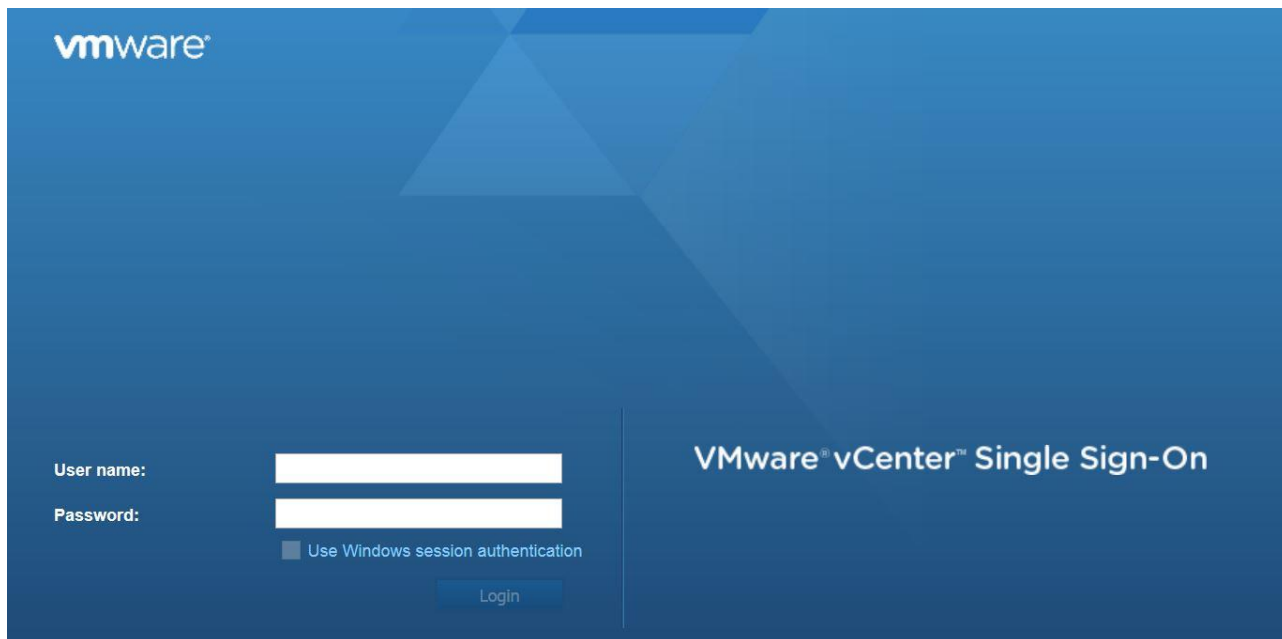 vmware®
User name:
VMware® vCenter™ Single Sign-On
Password:
Use Windows session authentication
Login